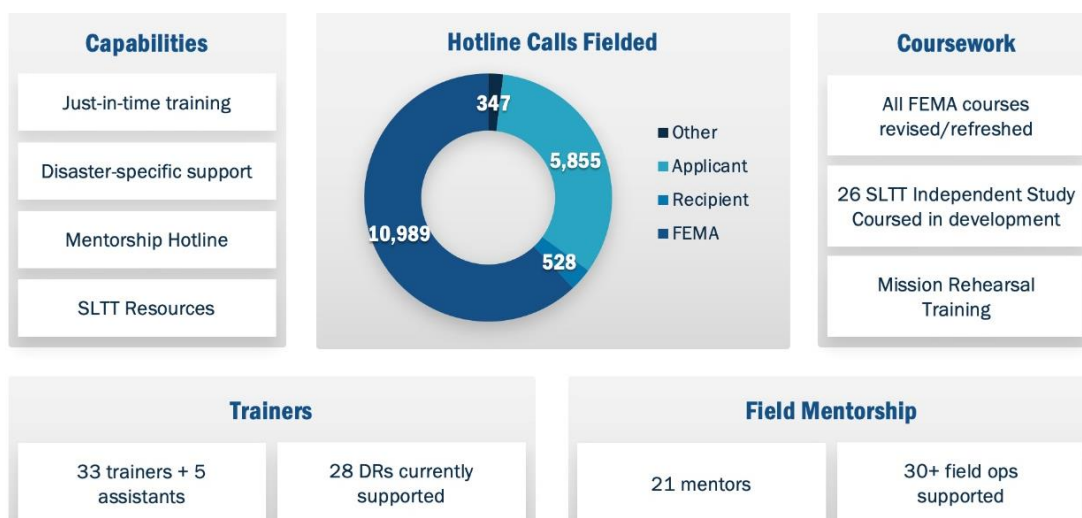 Capabilities
Just-in-time training
Disaster-specific support
Mentorship Hotline
SLTT Resources
Hotline Calls Fielded
347
5,855
10,989
528
Other
Applicant
Recipient
FEMA
Coursework
All FEMA courses
revised/refreshed
26 SLTT Independent Study
Coursed in development
Mission Rehearsal
Training
Trainers
33 trainers + 5
assistants
28 DRs currently
supported
Field Mentorship
21 mentors
30+ field ops
supported